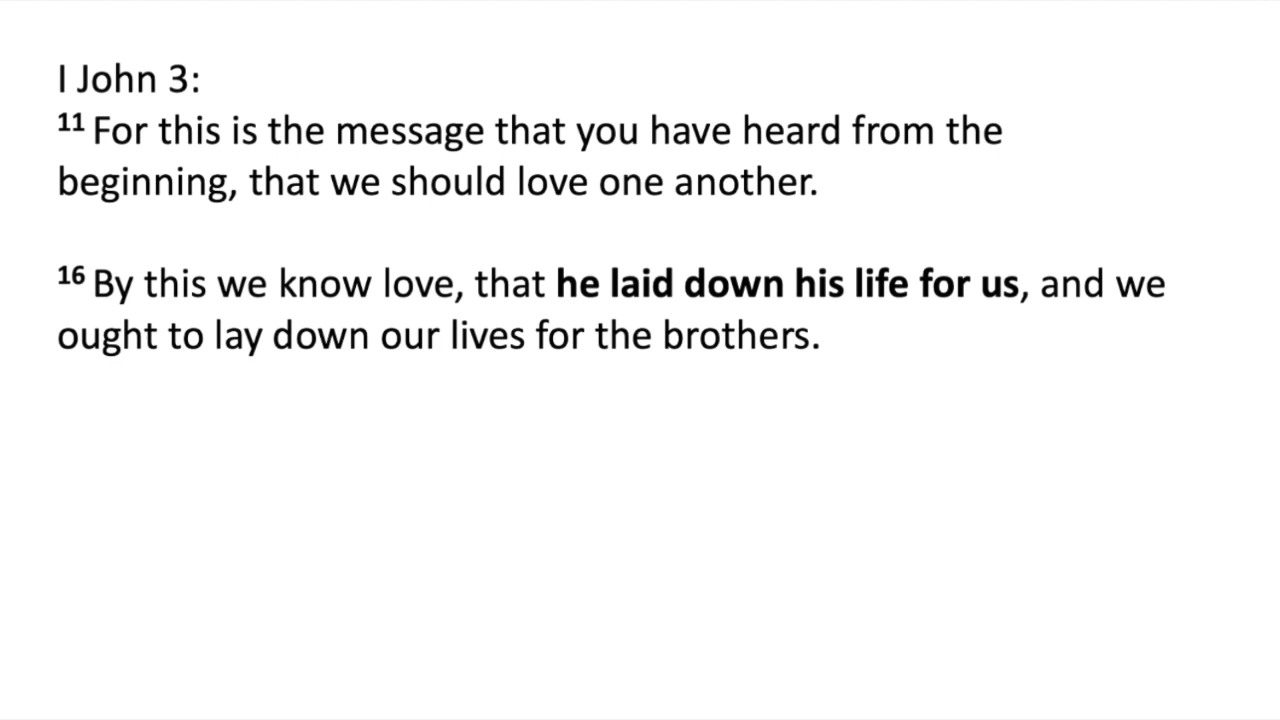 I John 3:
11 For this is the message that you have heard from the
beginning, that we should love one another.
16 By this we know love, that he laid down his life for us, and we
ought to lay down our lives for the brothers.